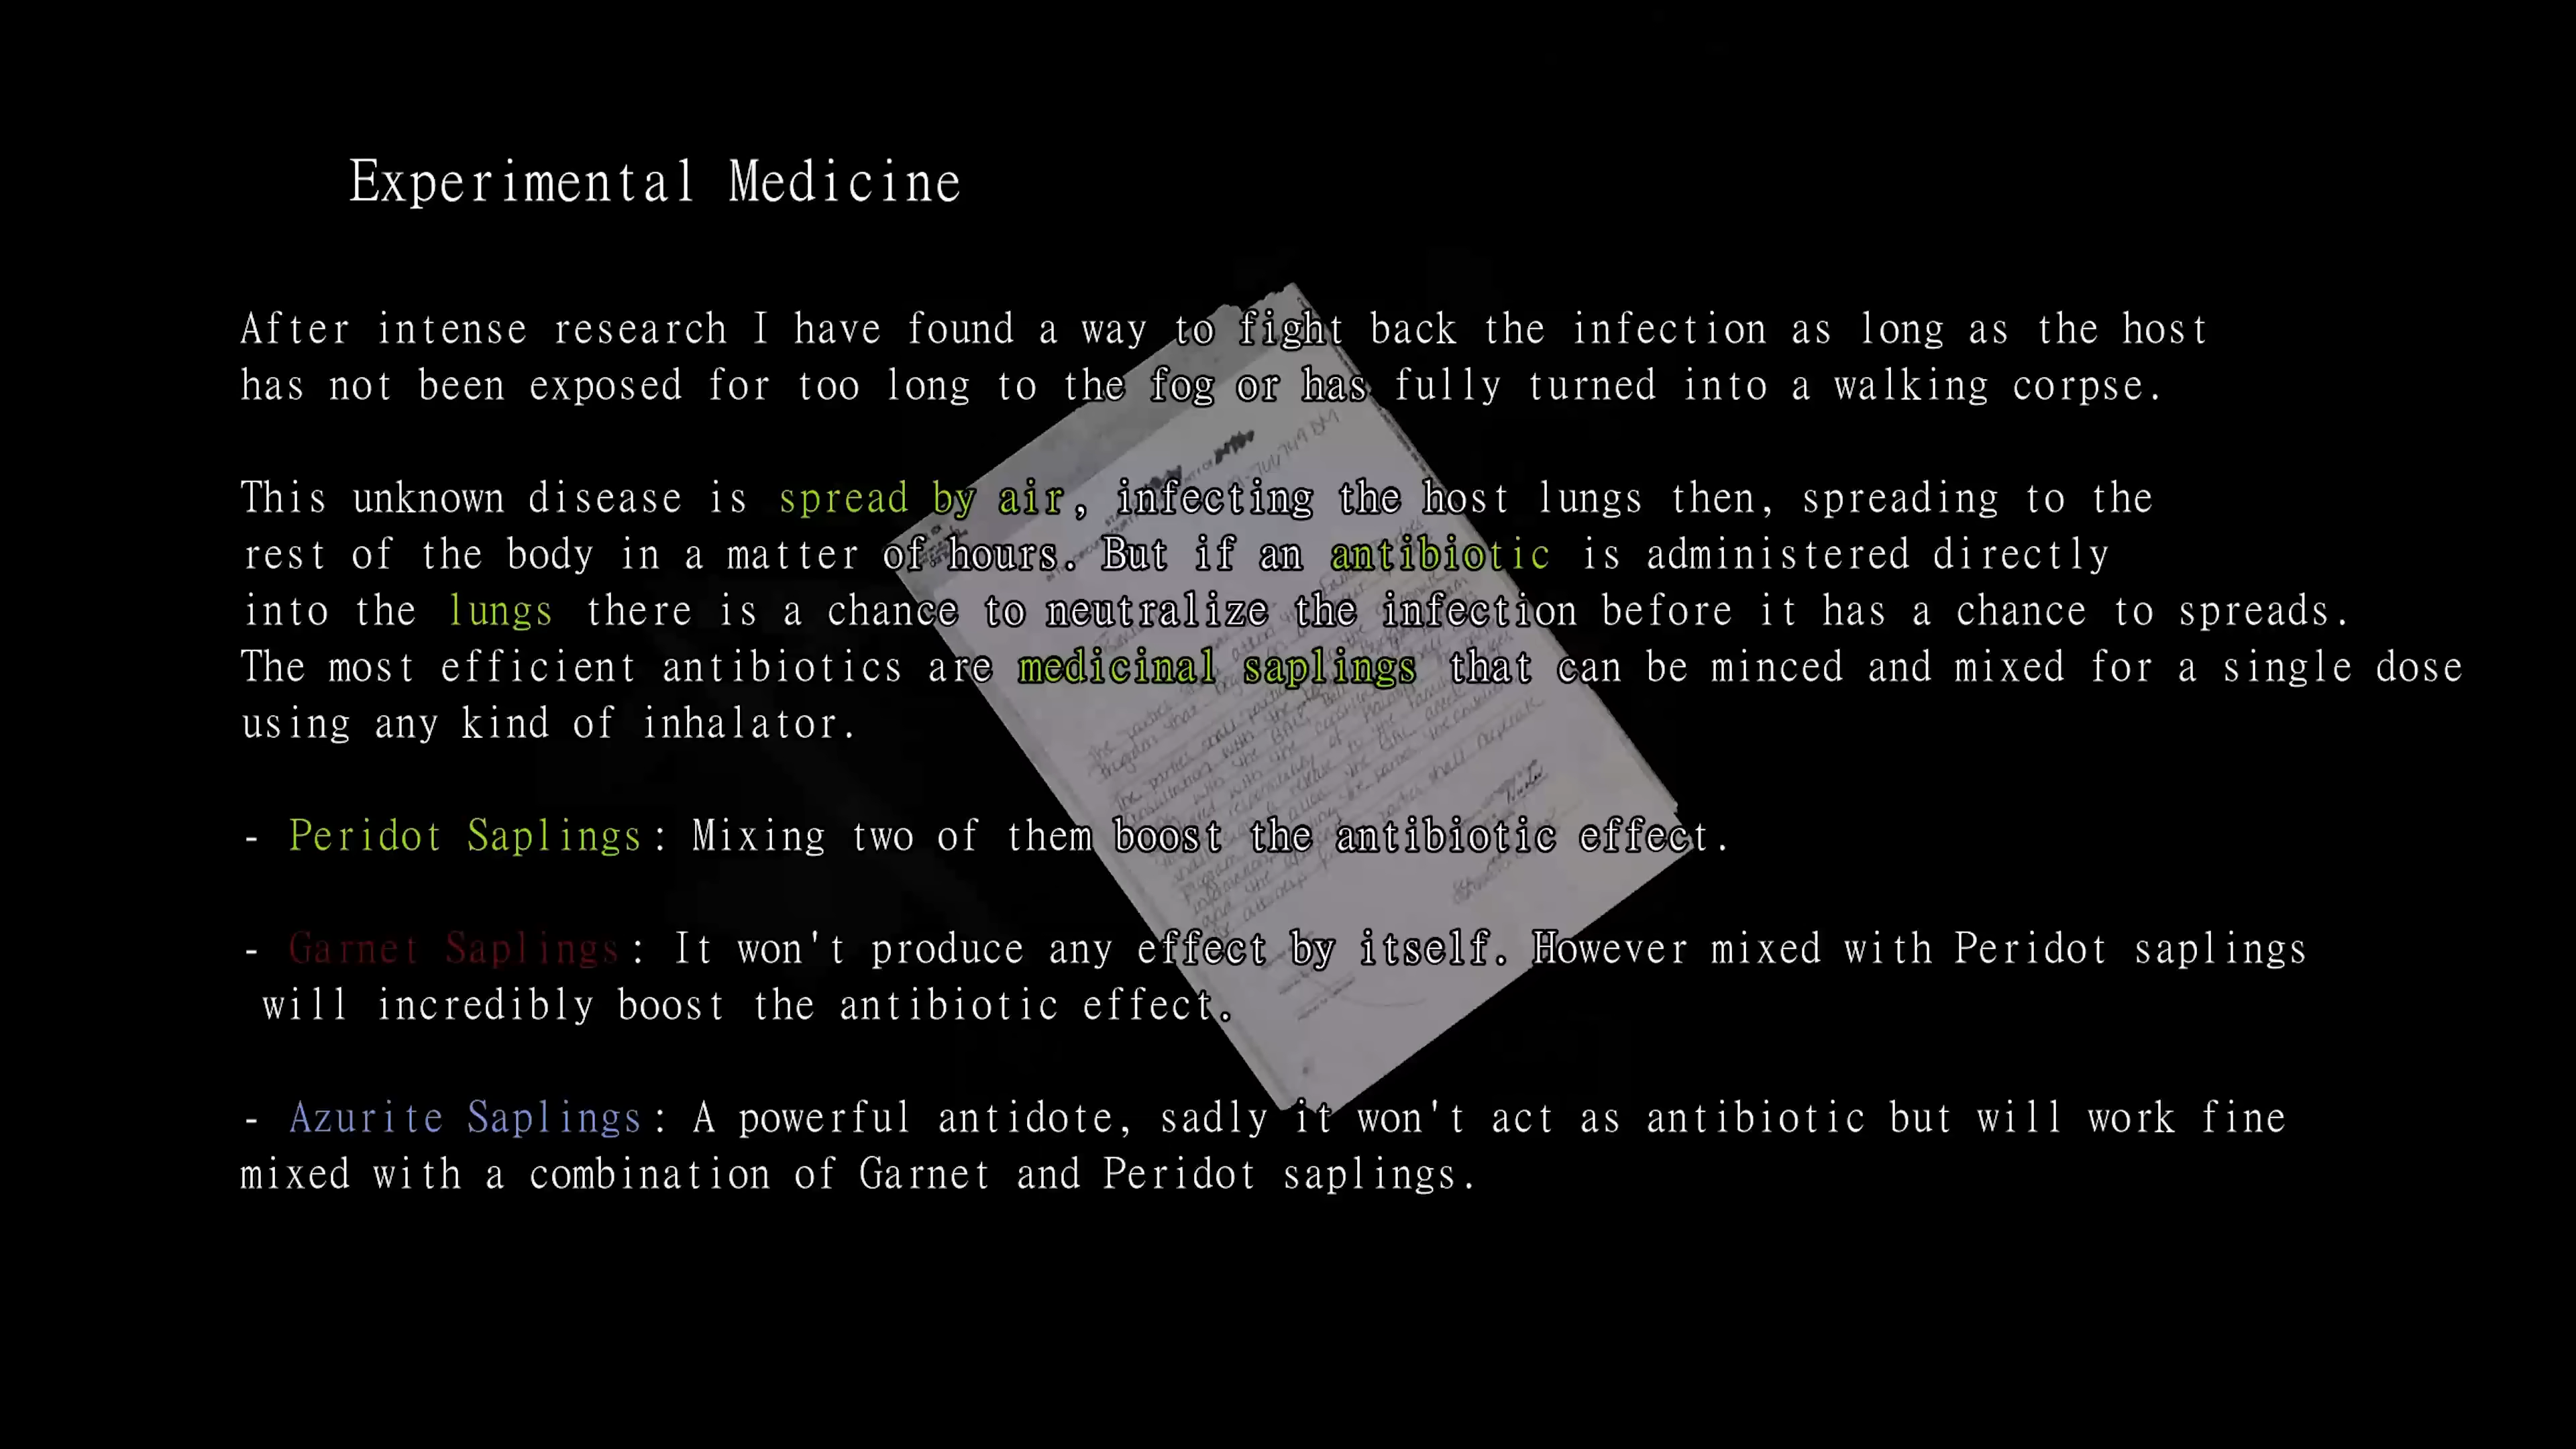 Experimental Medicine
After intense research I have found a way to fight back the infection as long as the host
has not been exposed for too long to the fog or has fully turned into a walking corpse.
This unknown disease is spread by air, infecting the host lungs then, spreading to the
rest of the body in a matter of hours. But if an antibiotic is administered directly
into the lungs there is a chance to neutralize the infection before it has a chance to spreads.
The most efficient antibiotics are medicinal saplings that can be minced and mixed for a single dose
using any kind of inhalator.
- Peridot Saplings: Mixing two of them boost the antibiotic effect.
- Garnet Saplings: It won't produce any effect by itself. However mixed with Peridot saplings
will incredibly boost the antibiotic effect.
- Azurite Saplings: A powerful antidote, sadly it won't act as antibiotic but will work fine
mixed with a combination of Garnet and Peridot saplings.